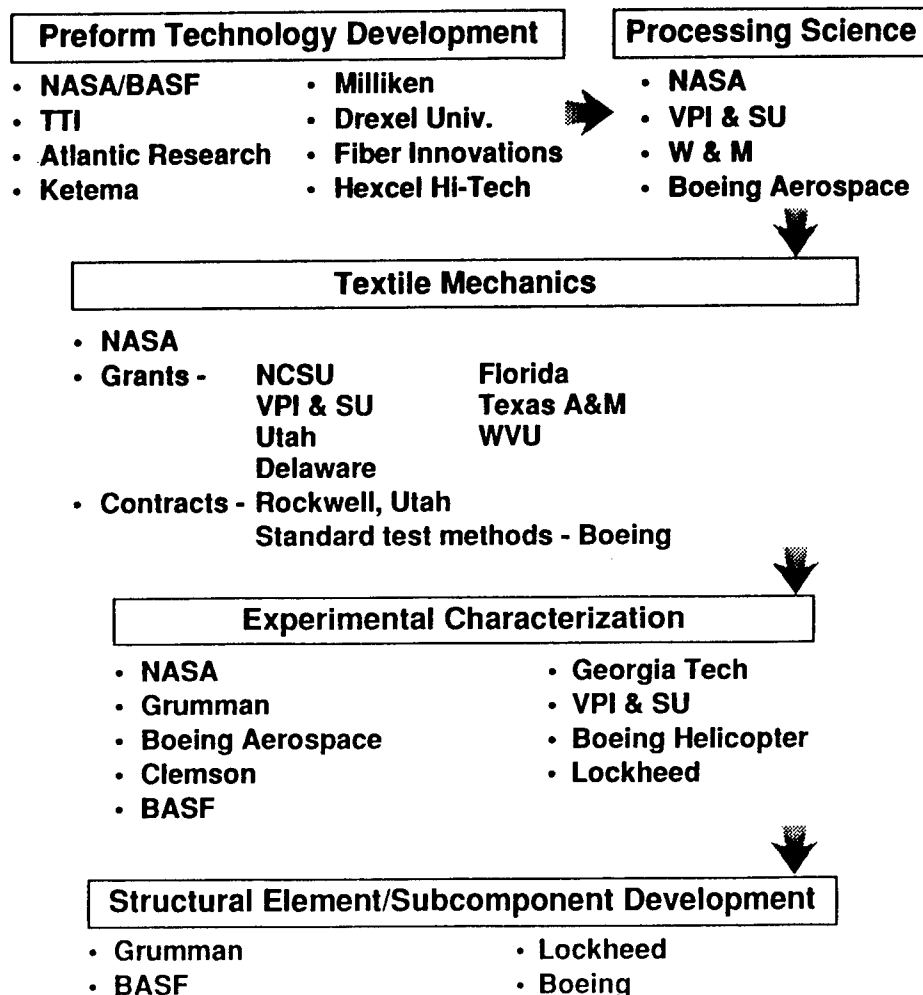 Preform Technology Development
• NASA/BASF
• TTI
• Atlantic Research
• Ketema
• Milliken
• Drexel Univ.
• Fiber Innovations
• Hexcel Hi-Tech
Processing Science
• NASA
• VPI & SU
• W & M
• Boeing Aerospace
Textile Mechanics
• NASA
• Grants - NCSU Florida
VPI & SU Texas A&M
Utah WVU
Delaware
• Contracts - Rockwell, Utah
Standard test methods - Boeing
Experimental Characterization
• NASA
• Grumman
• Boeing Aerospace
• Clemson
• BASF
• Georgia Tech
• VPI & SU
• Boeing Helicopter
• Lockheed
Structural Element/Subcomponent Development
• Grumman
• BASF
• Lockheed
• Boeing